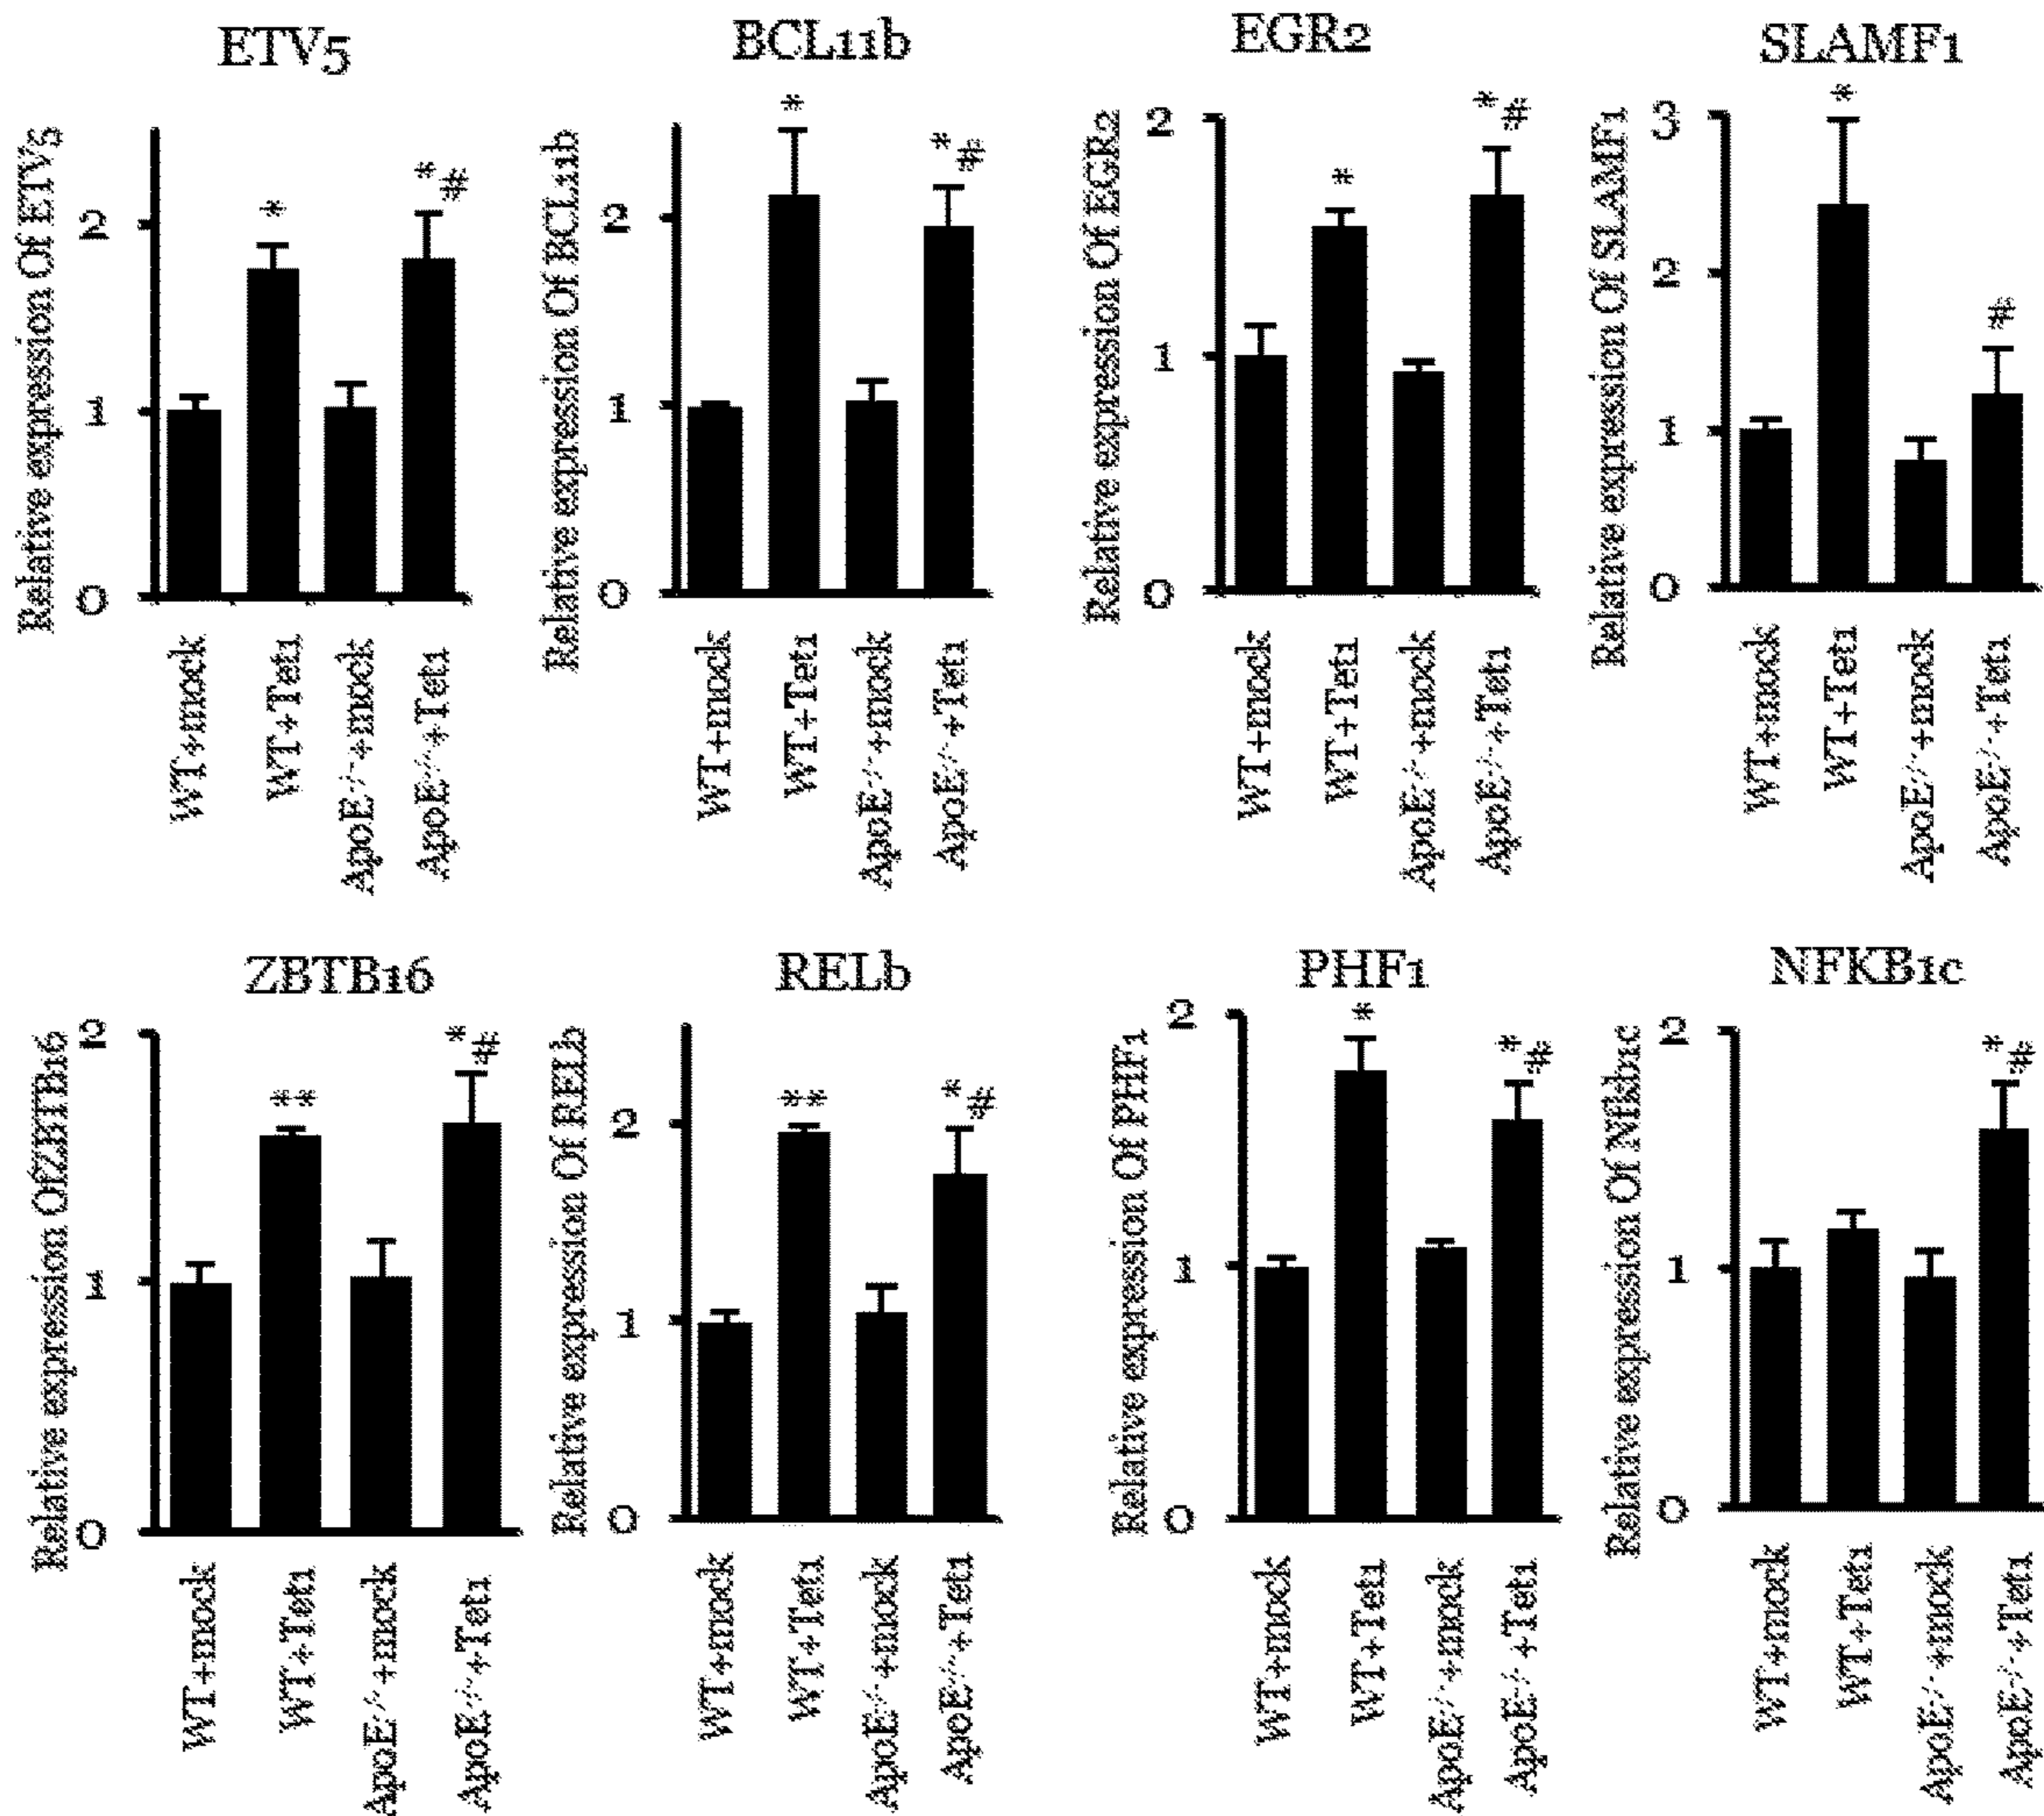 ETV5
BCL11b
EGR2
SLAMF1
Relative expression Of ETV5
2
1
0
*
*
#
WT+mock
WT+Tet1
ApoE-/-+mock
ApoE-/-+Tet1
Relative expression Of BCL11b
2
1
0
*
*
#
WT+mock
WT+Tet1
ApoE-/-+mock
ApoE-/-+Tet1
Relative expression Of EGR2
2
1
0
*
*
#
WT+mock
WT+Tet1
ApoE-/-+mock
ApoE-/-+Tet1
Relative expression Of SLAMF1
3
2
1
0
*
#
WT+mock
WT+Tet1
ApoE-/-+mock
ApoE-/-+Tet1
ZBTB16
RELb
PHF1
NFKB1c
Relative expression OfZBTB16
2
1
0
**
*
#
WT+mock
WT+Tet1
ApoE-/-+mock
ApoE-/-+Tet1
Relative expression Of RELb
2
1
0
**
*
#
WT+mock
WT+Tet1
ApoE-/-+mock
ApoE-/-+Tet1
Relative expression Of PHF1
2
1
0
*
*
#
WT+mock
WT+Tet1
ApoE-/-+mock
ApoE-/-+Tet1
Relative expression Of Nfkb1c
2
1
0
*
#
WT+mock
WT+Tet1
ApoE-/-+mock
ApoE-/-+Tet1